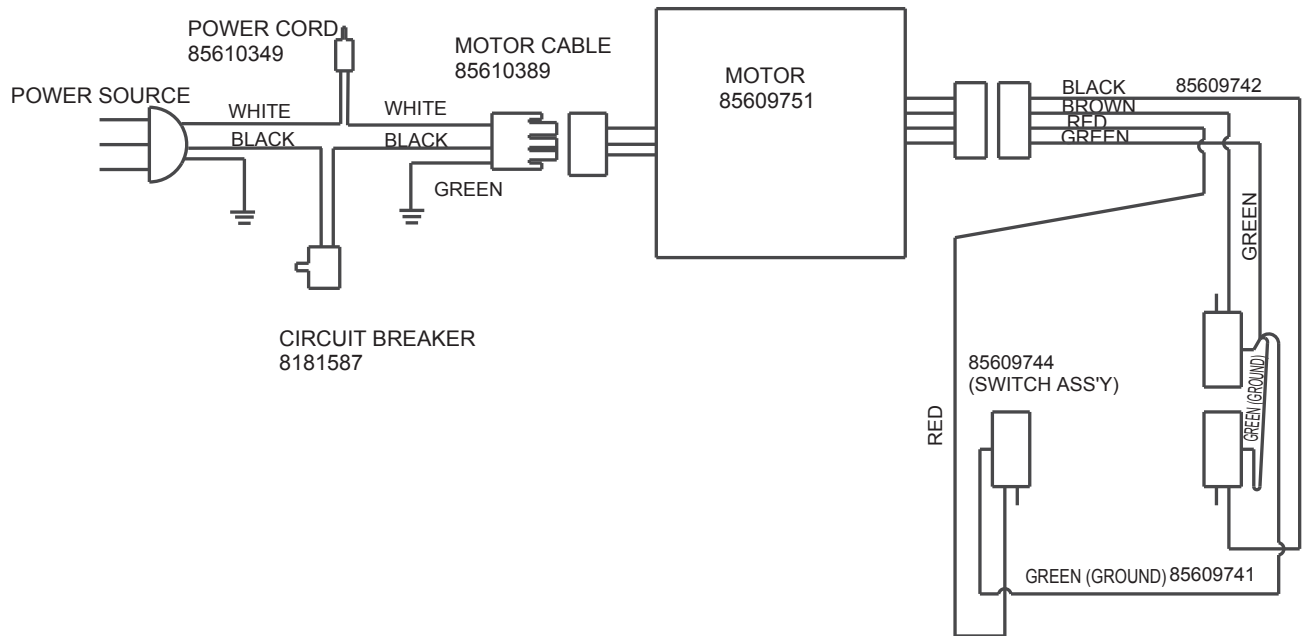 POWER CORD
85610349
MOTOR CABLE
85610389
MOTOR
85609751
POWER SOURCE
WHITE
WHITE
BLACK
BLACK
GREEN
BLACK
85609742
BROWN
RED
GREEN
GREEN
CIRCUIT BREAKER
8181587
85609744
(SWITCH ASS'Y)
RED
GREEN (GROUND)
GREEN (GROUND) 85609741